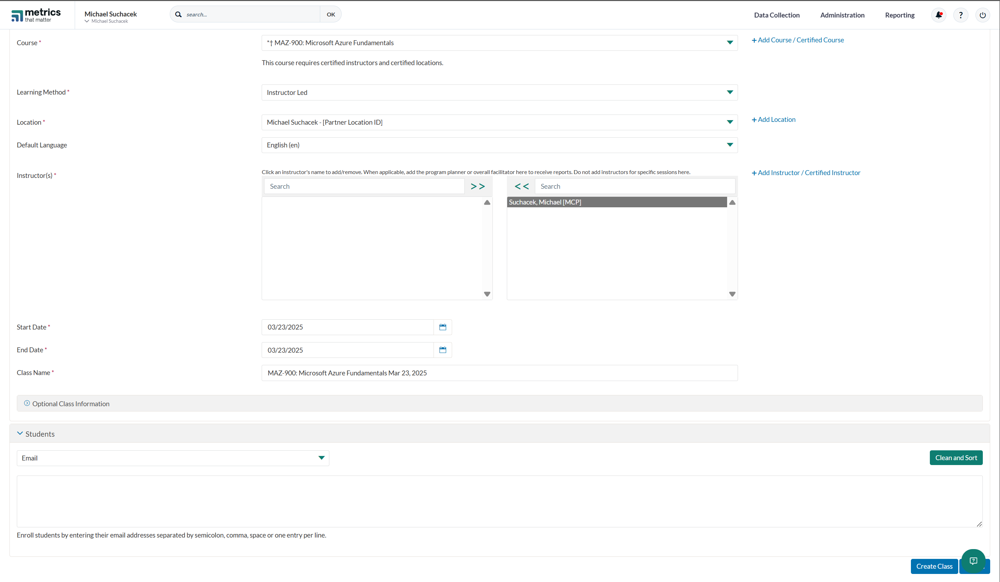 metrics
that matter
Michael Suchacek
Michael Suchacek
search...
OK
Data Collection
Administration
Reporting
?
Course *
*† MAZ-900: Microsoft Azure Fundamentals
+ Add Course / Certified Course
This course requires certified instructors and certified locations.
Learning Method *
Instructor Led
Location *
Michael Suchacek - [Partner Location ID]
+ Add Location
Default Language
English (en)
Instructor(s) *
Click an instructor's name to add/remove. When applicable, add the program planner or overall facilitator here to receive reports. Do not add instructors for specific sessions here.
+ Add Instructor / Certified Instructor
Search
>>
<<
Search
Suchacek, Michael [MCP]
Start Date *
03/23/2025
End Date *
03/23/2025
Class Name *
MAZ-900: Microsoft Azure Fundamentals Mar 23, 2025
Optional Class Information
Students
Email
Clean and Sort
Enroll students by entering their email addresses separated by semicolon, comma, space or one entry per line.
Create Class